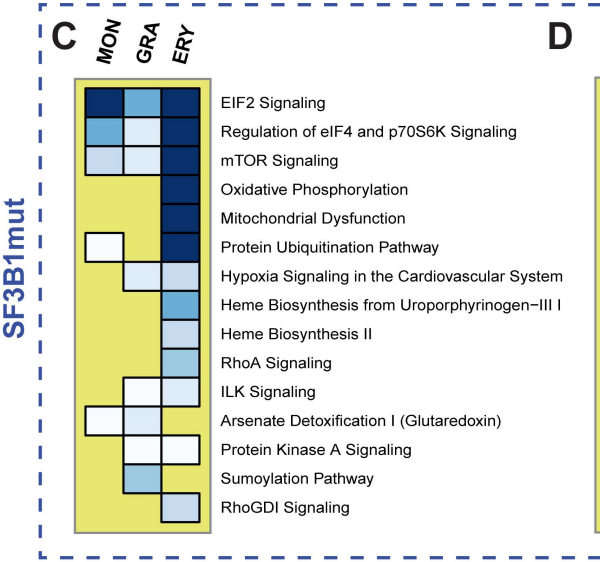 C
D
MON GRA ERY
SF3B1mut
EIF2 Signaling
Regulation of eIF4 and p70S6K Signaling
mTOR Signaling
Oxidative Phosphorylation
Mitochondrial Dysfunction
Protein Ubiquitination Pathway
Hypoxia Signaling in the Cardiovascular System
Heme Biosynthesis from Uroporphyrinogen−III I
Heme Biosynthesis II
RhoA Signaling
ILK Signaling
Arsenate Detoxification I (Glutaredoxin)
Protein Kinase A Signaling
Sumoylation Pathway
RhoGDI Signaling